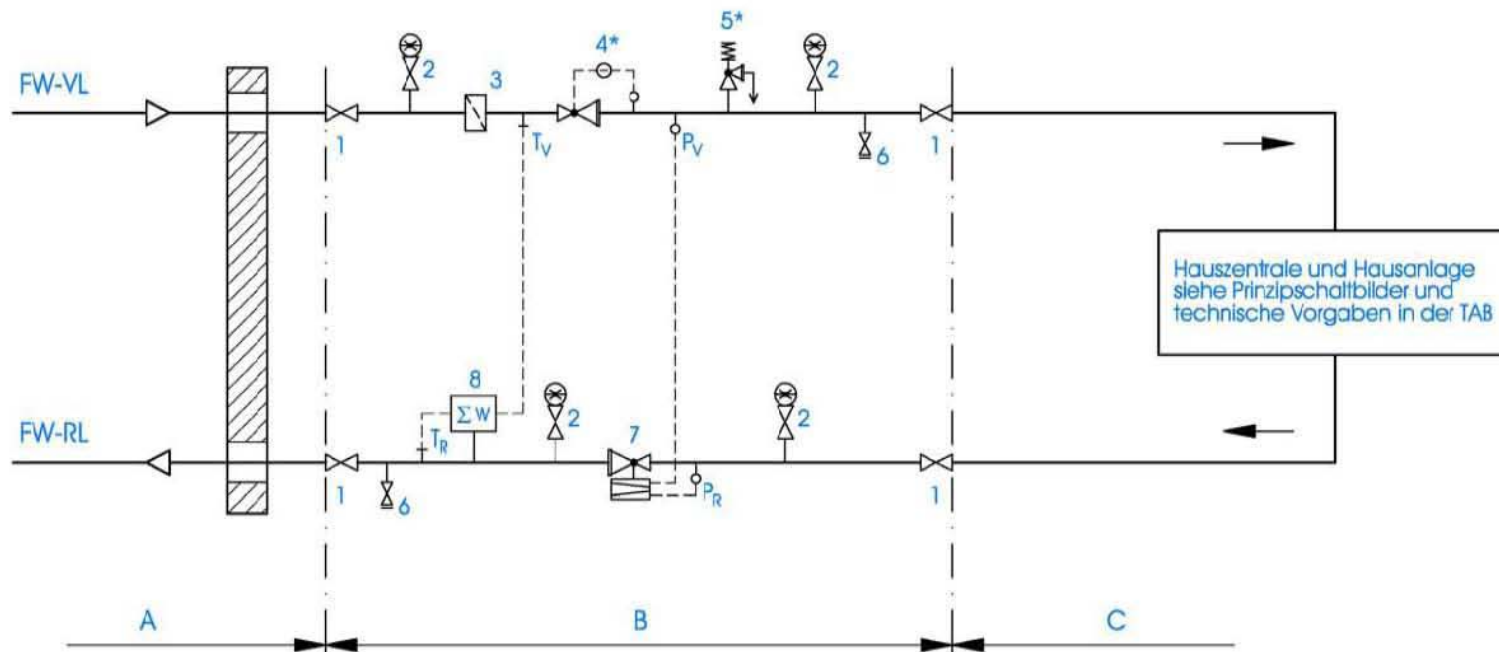 5*
4*
2
2
3
FW-VL
1
T_V
P_V
6
1
Hauszentrale und Hausanlage
siehe Prinzipschaltbilder und
technische Vorgaben in der TAB
8
Σ W
2
7
2
FW-RL
T_R
1
6
P_R
1
A
B
C